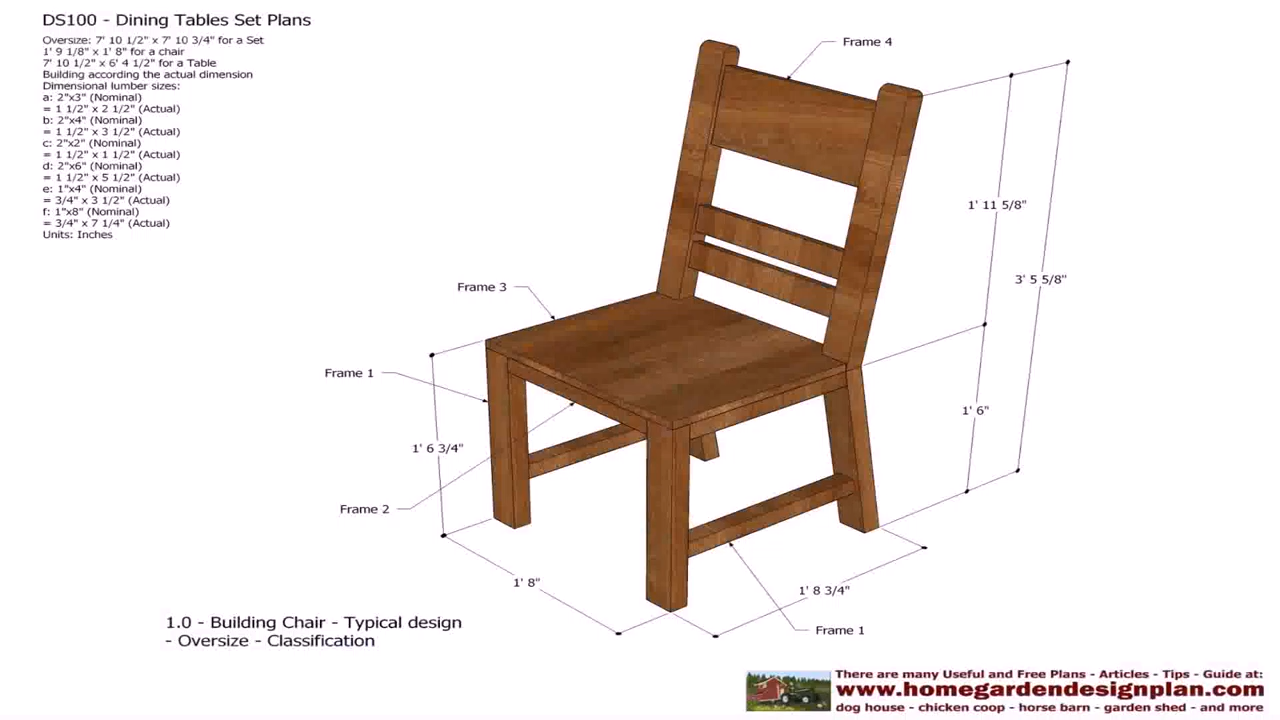 DS100 - Dining Tables Set Plans
Oversize: 7' 10 1/2" x 7' 10 3/4" for a Set
1' 9 1/8" x 1' 8" for a chair
7' 10 1/2" x 6' 4 1/2" for a Table
Building according the actual dimension
Dimensional lumber sizes:
a: 2"x3" (Nominal)
= 1 1/2" x 2 1/2" (Actual)
b: 2"x4" (Nominal)
= 1 1/2" x 3 1/2" (Actual)
c: 2"x2" (Nominal)
= 1 1/2" x 1 1/2" (Actual)
d: 2"x6" (Nominal)
= 1 1/2" x 5 1/2" (Actual)
e: 1"x4" (Nominal)
= 3/4" x 3 1/2" (Actual)
f: 1"x8" (Nominal)
= 3/4" x 7 1/4" (Actual)
Units: Inches
Frame 4
1' 11 5/8"
3' 5 5/8"
Frame 3
Frame 1
1' 6"
1' 6 3/4"
Frame 2
1' 8"
1' 8 3/4"
Frame 1
1.0 - Building Chair - Typical design
- Oversize - Classification
There are many Useful and Free Plans - Articles - Tips - Guide at:
www.homegardendesignplan.com
dog house - chicken coop - horse barn - garden shed - and more